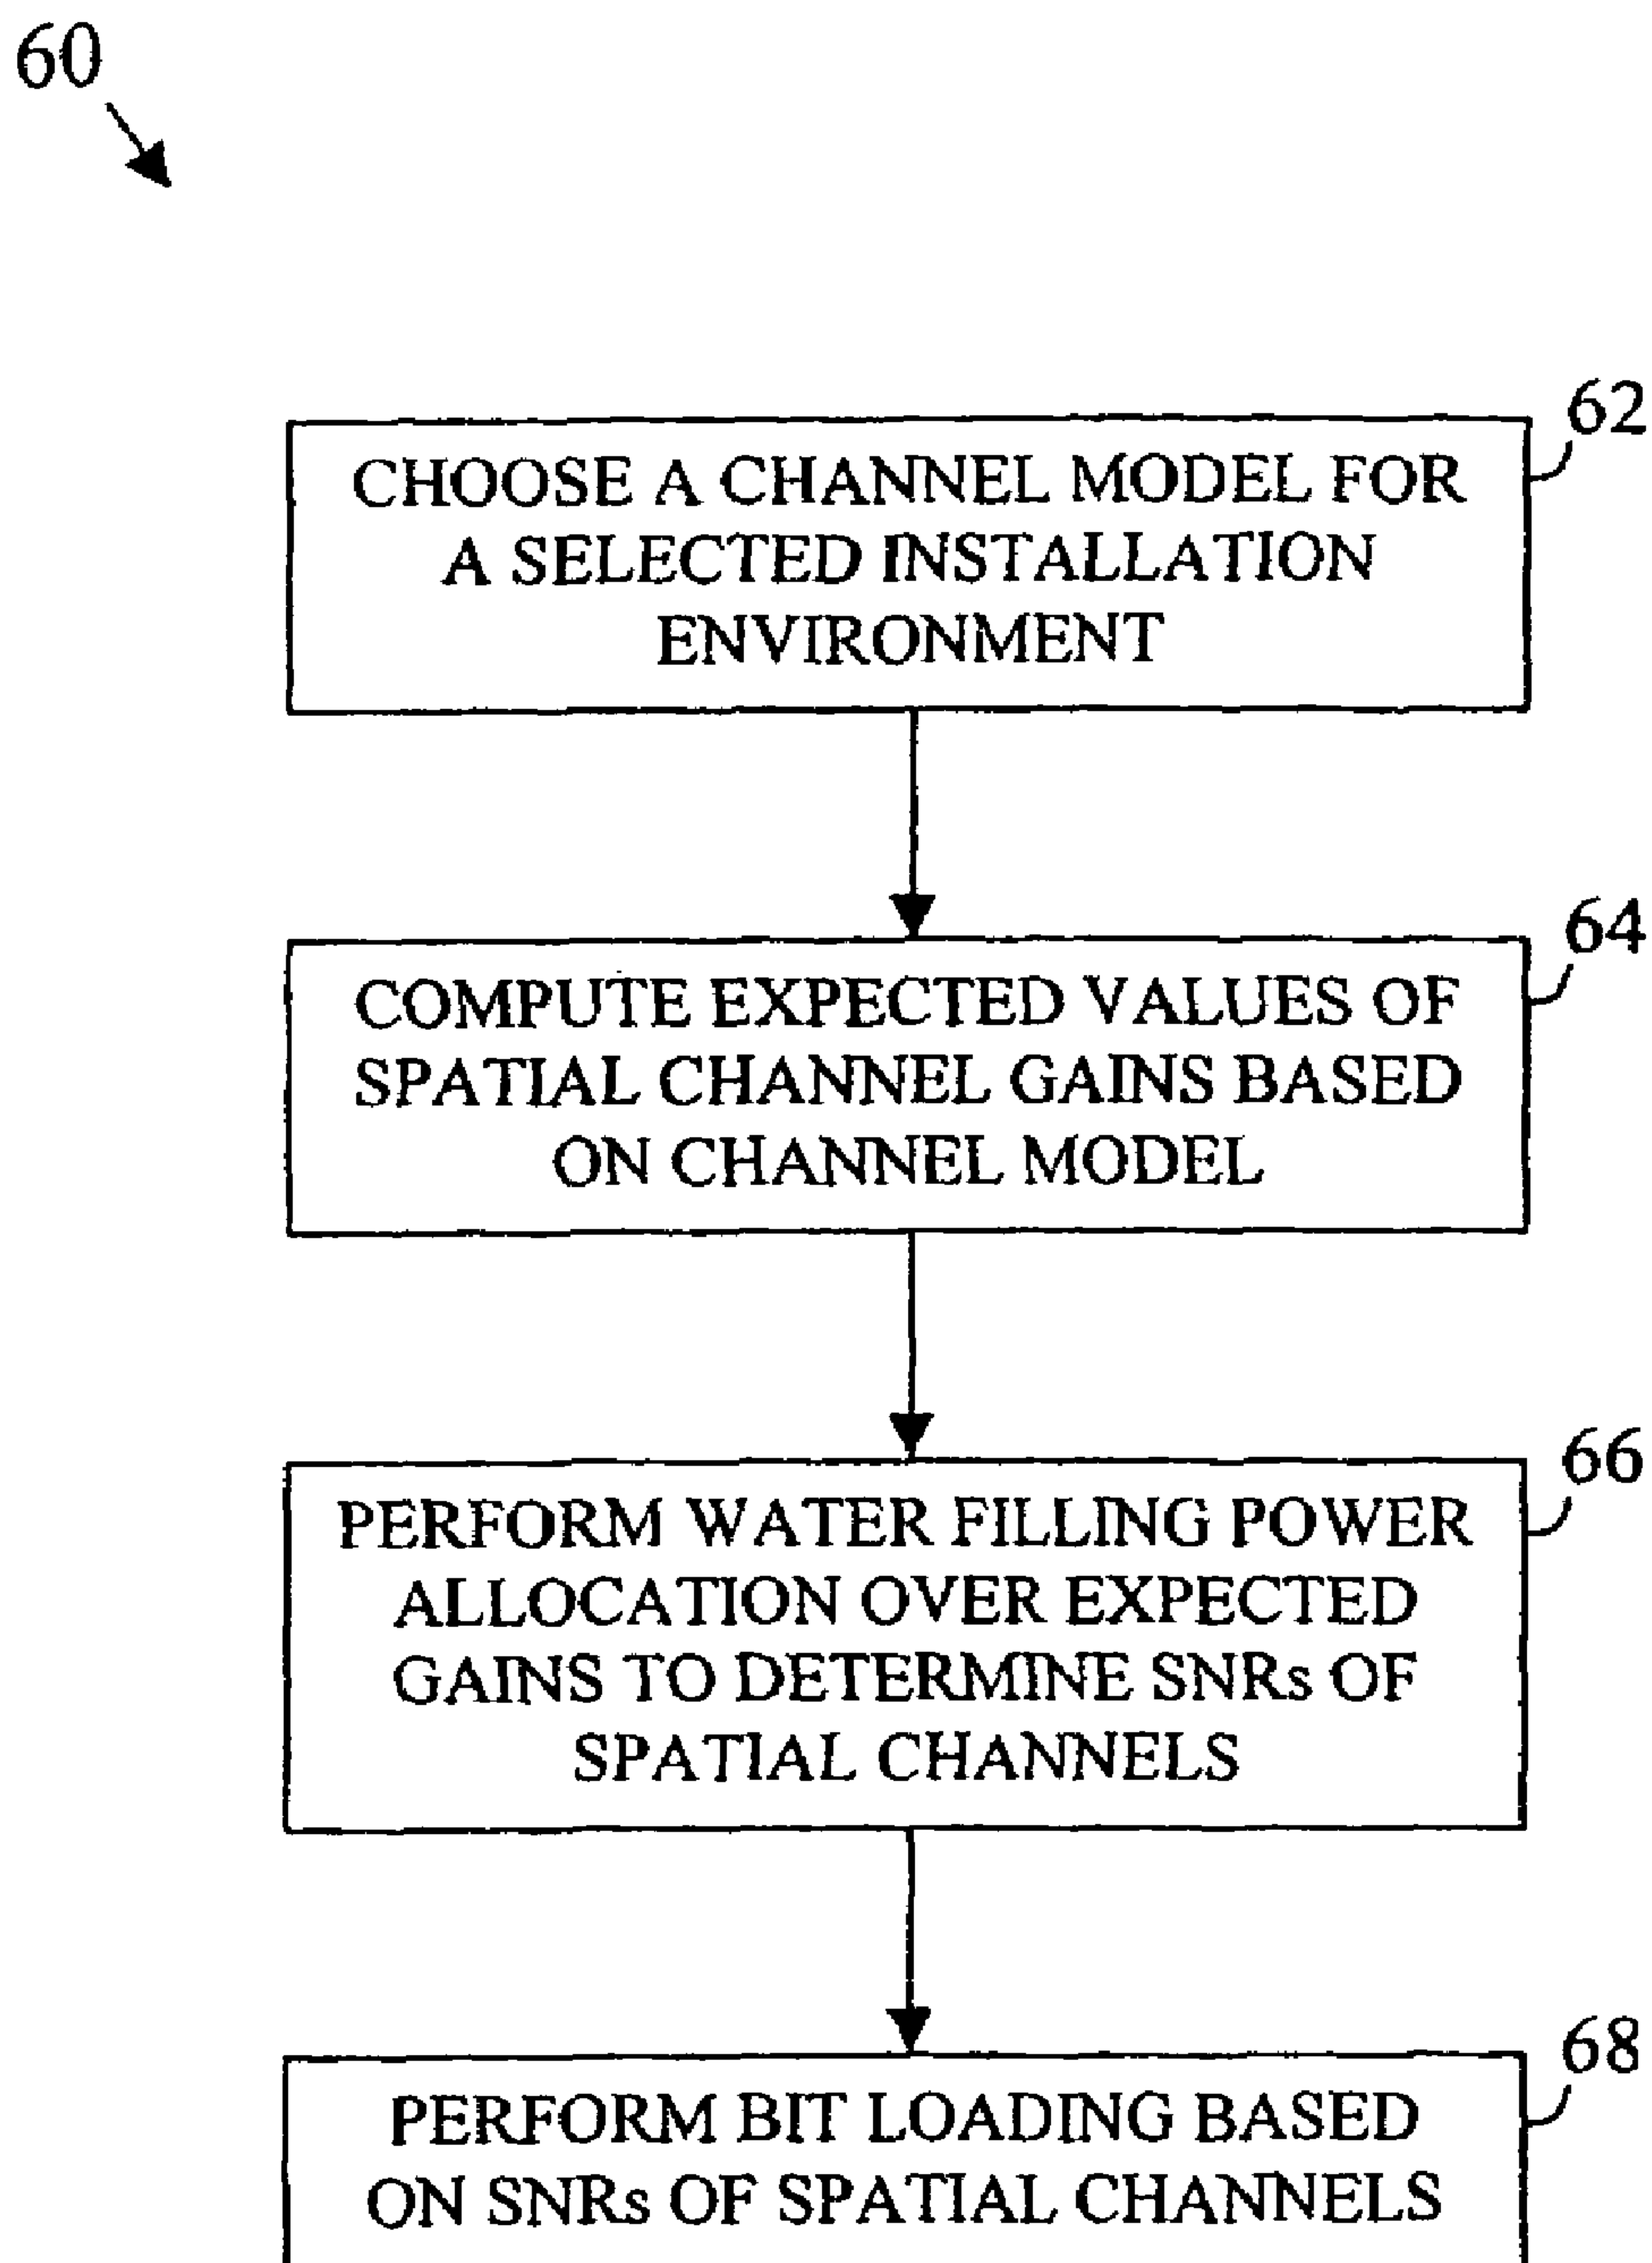 60
62
CHOOSE A CHANNEL MODEL FOR
A SELECTED INSTALLATION
ENVIRONMENT
64
COMPUTE EXPECTED VALUES OF
SPATIAL CHANNEL GAINS BASED
ON CHANNEL MODEL
66
PERFORM WATER FILLING POWER
ALLOCATION OVER EXPECTED
GAINS TO DETERMINE SNRs OF
SPATIAL CHANNELS
68
PERFORM BIT LOADING BASED
ON SNRs OF SPATIAL CHANNELS